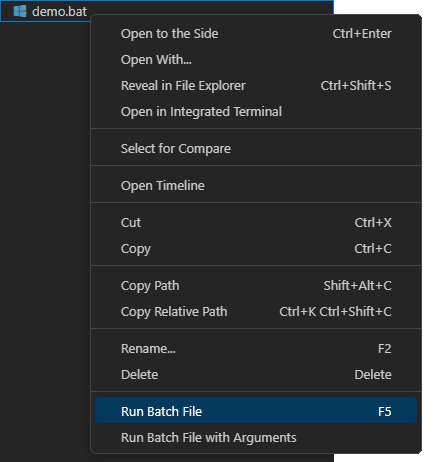 demo.bat
Open to the Side Ctrl+Enter
Open With...
Reveal in File Explorer Ctrl+Shift+S
Open in Integrated Terminal
Select for Compare
Open Timeline
Cut Ctrl+X
Copy Ctrl+C
Copy Path Shift+Alt+C
Copy Relative Path Ctrl+K Ctrl+Shift+C
Rename... F2
Delete Delete
Run Batch File F5
Run Batch File with Arguments